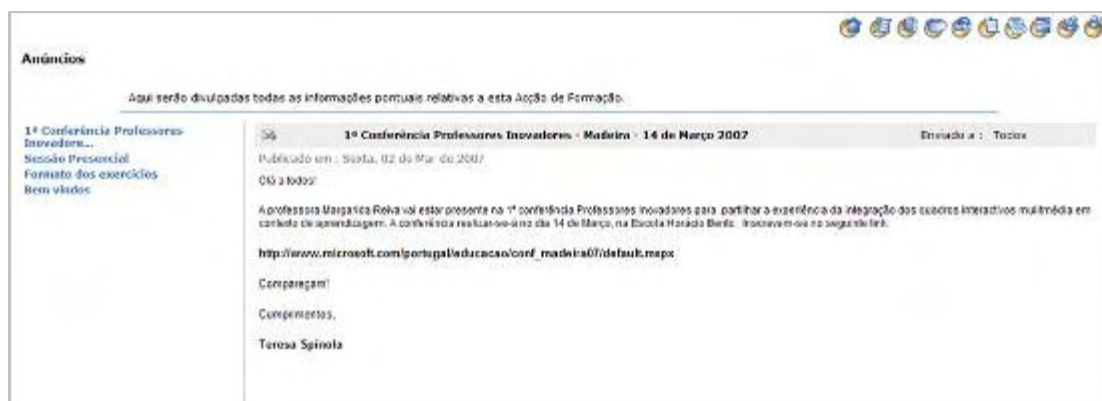 Anúncios
Aqui serão divulgadas todas as informações pontuais relativas a esta Acção de Formação.
1ª Conferência Professores
Inovadore...
Sessão Presencial
Formato dos exercícios
Bem vindos
1ª Conferência Professores Inovadores - Madeira - 14 de Março 2007 Enviado a : Todos
Publicado em : Sexta, 02 de Mar de 2007
Olá a todos!
A professora Margarida vai estar presente na 1ª conferência Professores Inovadores para partilhar a experiência da integração dos quadros interactivos multimédia em
contexto de aprendizagem. A conferência realizar-se-á no dia 14 de Março, na Escola Horácio Bento. Inscrevam-se no seguinte link.
http://www.microsoft.com/portugal/educacao/conf_madeira07/default.mspx
Compareçam!
Cumprimentos,
Teresa Spínola